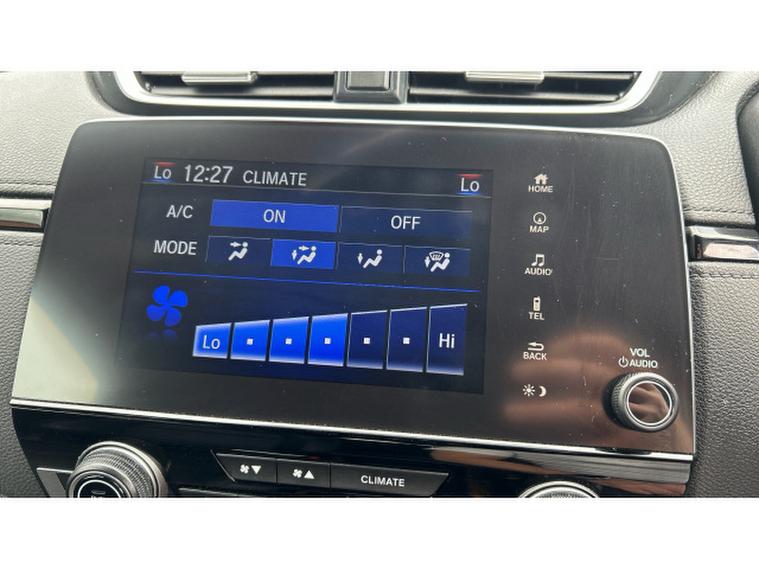 Lo 12:27 CLIMATE Lo
A/C ON OFF
MODE
Lo Hi
HOME
MAP
AUDIO
TEL
BACK
VOL
AUDIO
CLIMATE